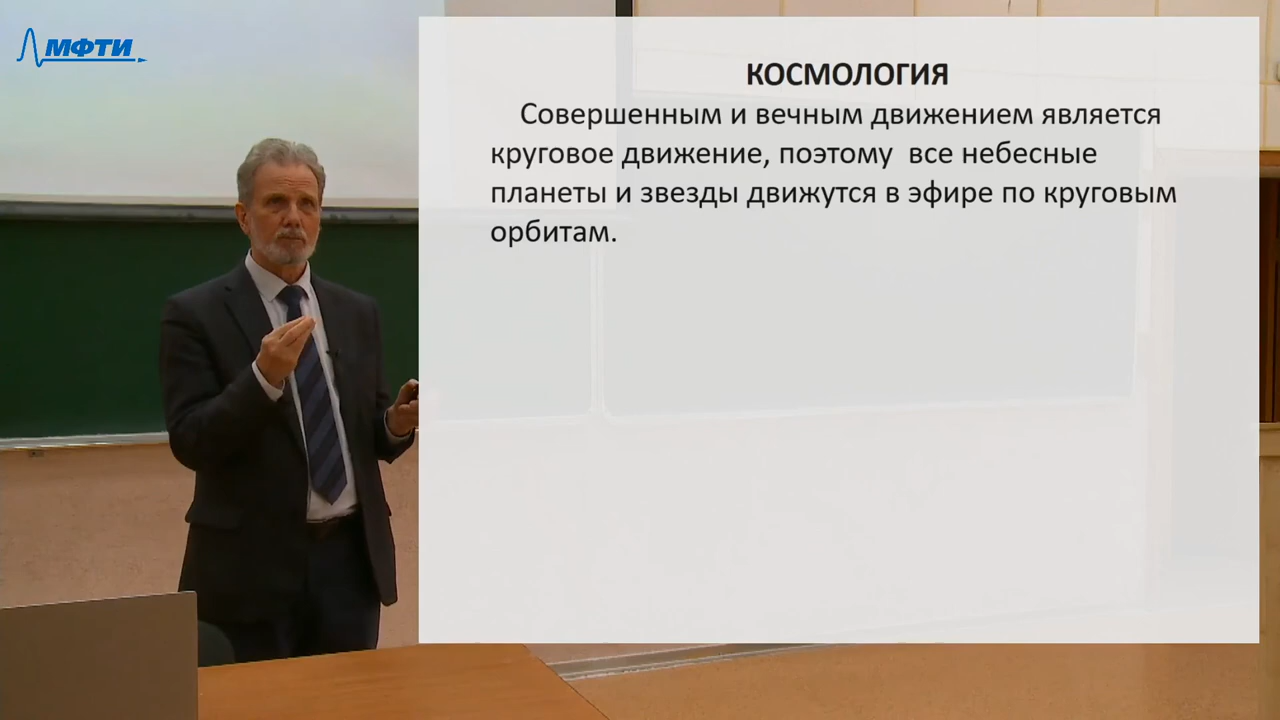 МФТИ
КОСМОЛОГИЯ
Совершенным и вечным движением является
круговое движение, поэтому все небесные
планеты и звезды движутся в эфире по круговым
орбитам.